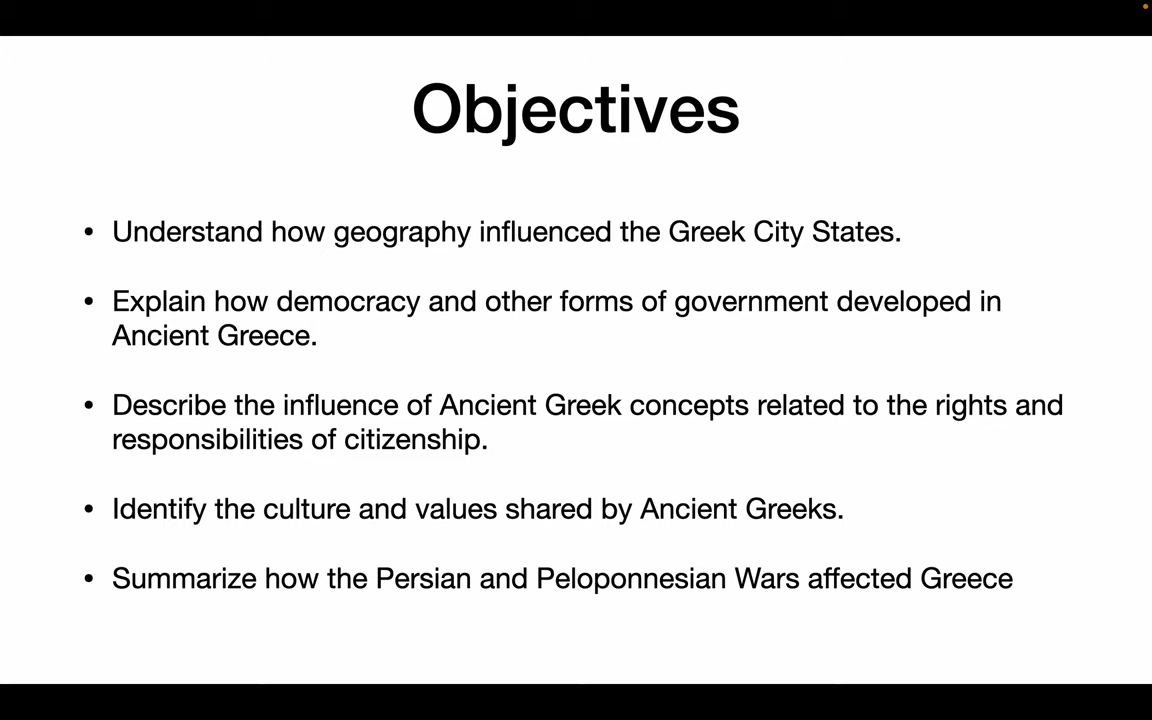 Objectives
• Understand how geography influenced the Greek City States.
• Explain how democracy and other forms of government developed in
Ancient Greece.
• Describe the influence of Ancient Greek concepts related to the rights and
responsibilities of citizenship.
• Identify the culture and values shared by Ancient Greeks.
• Summarize how the Persian and Peloponnesian Wars affected Greece